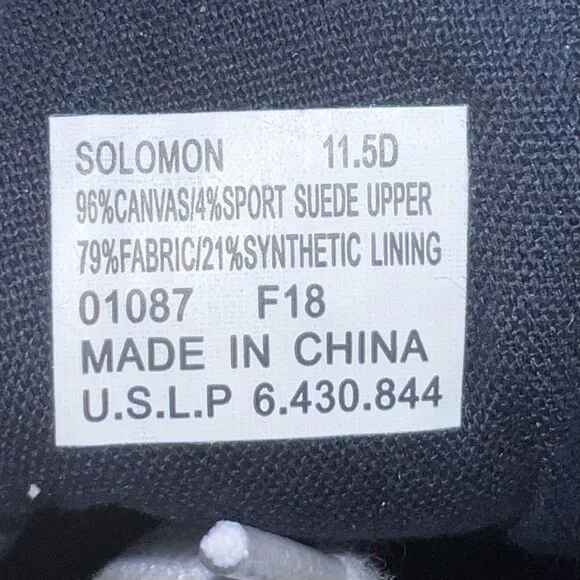 SOLOMON 11.5D
96%CANVAS/4%SPORT SUEDE UPPER
79%FABRIC/21%SYNTHETIC LINING
01087 F18
MADE IN CHINA
U.S.L.P 6.430.844